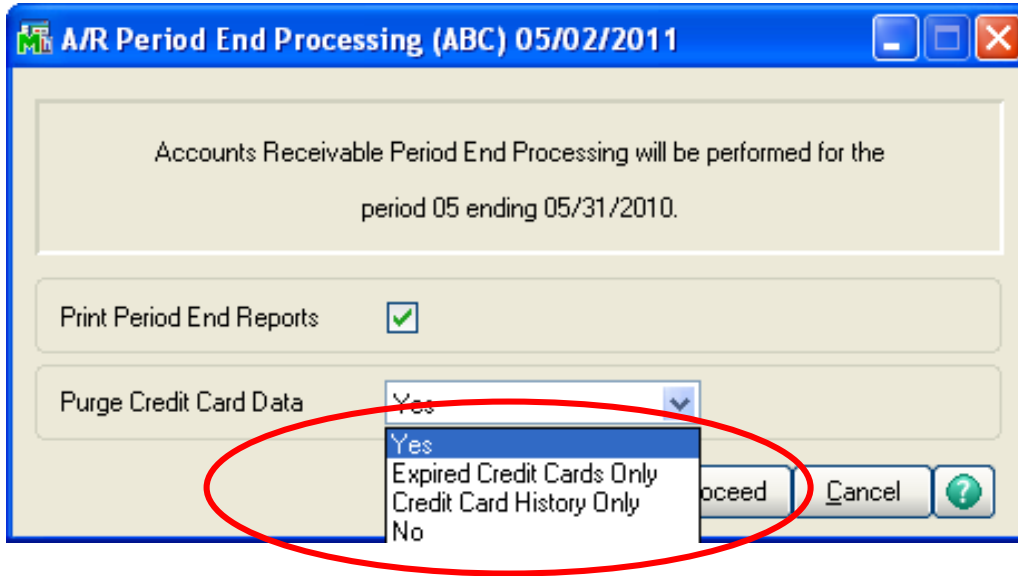 A/R Period End Processing (ABC) 05/02/2011
Accounts Receivable Period End Processing will be performed for the
period 05 ending 05/31/2010.
Print Period End Reports
Purge Credit Card Data
Yes
Yes
Expired Credit Cards Only
Credit Card History Only
No
oceed
Cancel
?